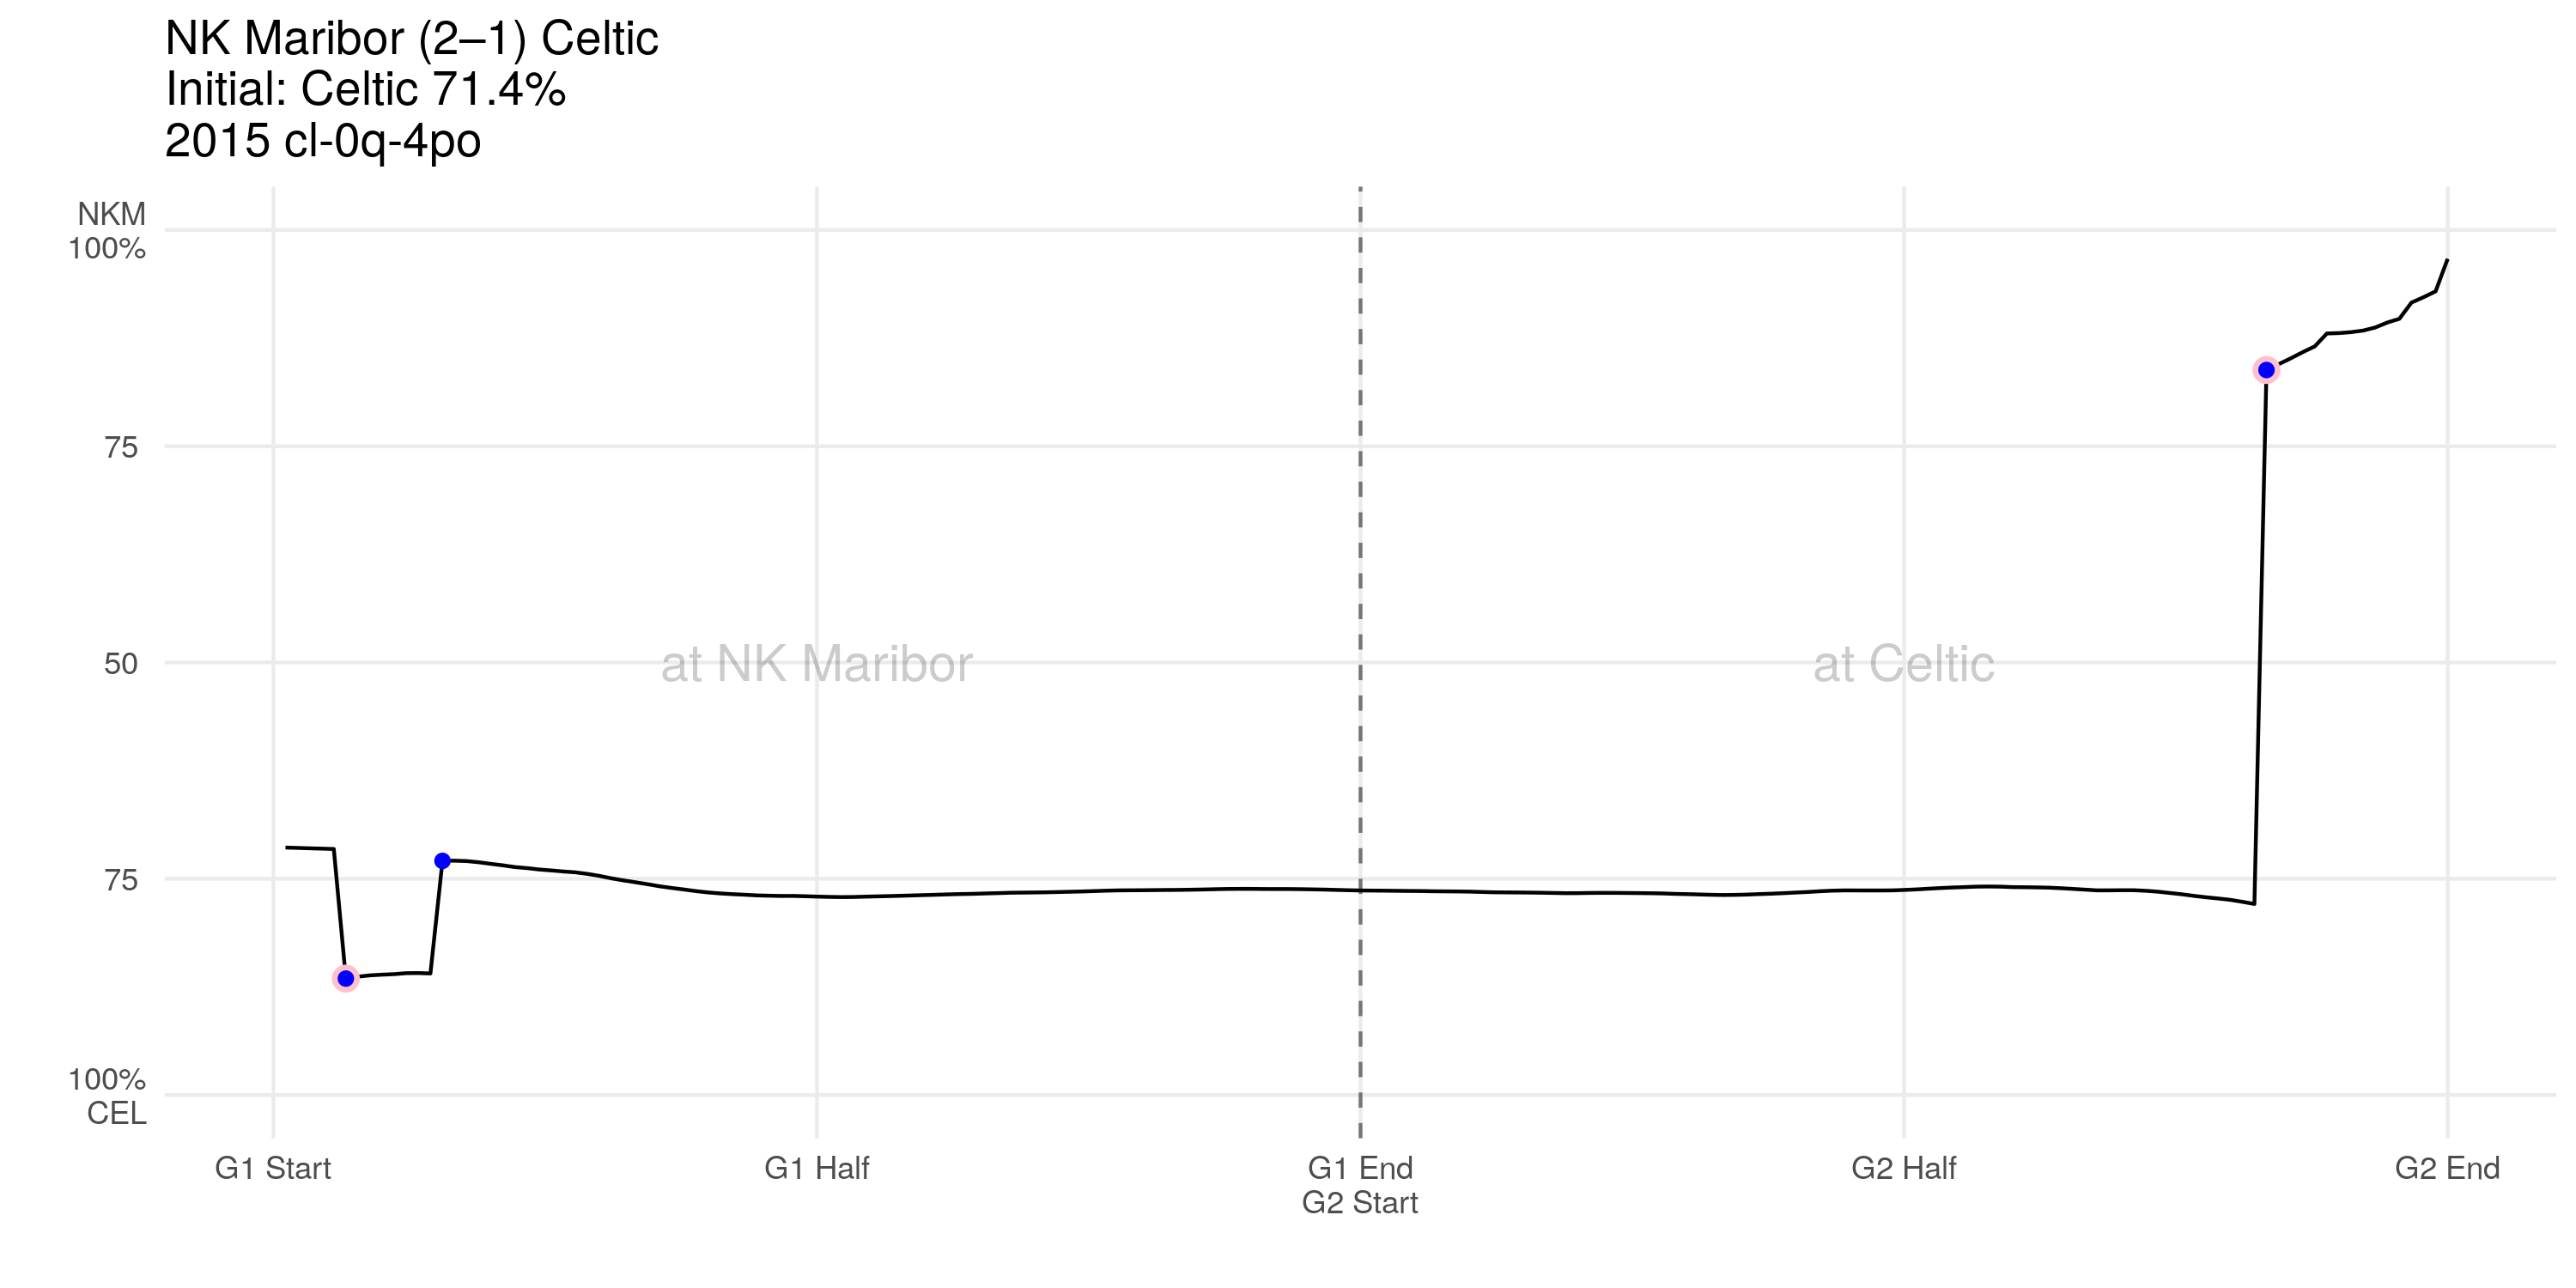 NK Maribor (2–1) Celtic
Initial: Celtic 71.4%
2015 cl-0q-4po
NKM
100%
75
50
75
100%
CEL
at NK Maribor
at Celtic
G1 Start
G1 Half
G1 End
G2 Start
G2 Half
G2 End